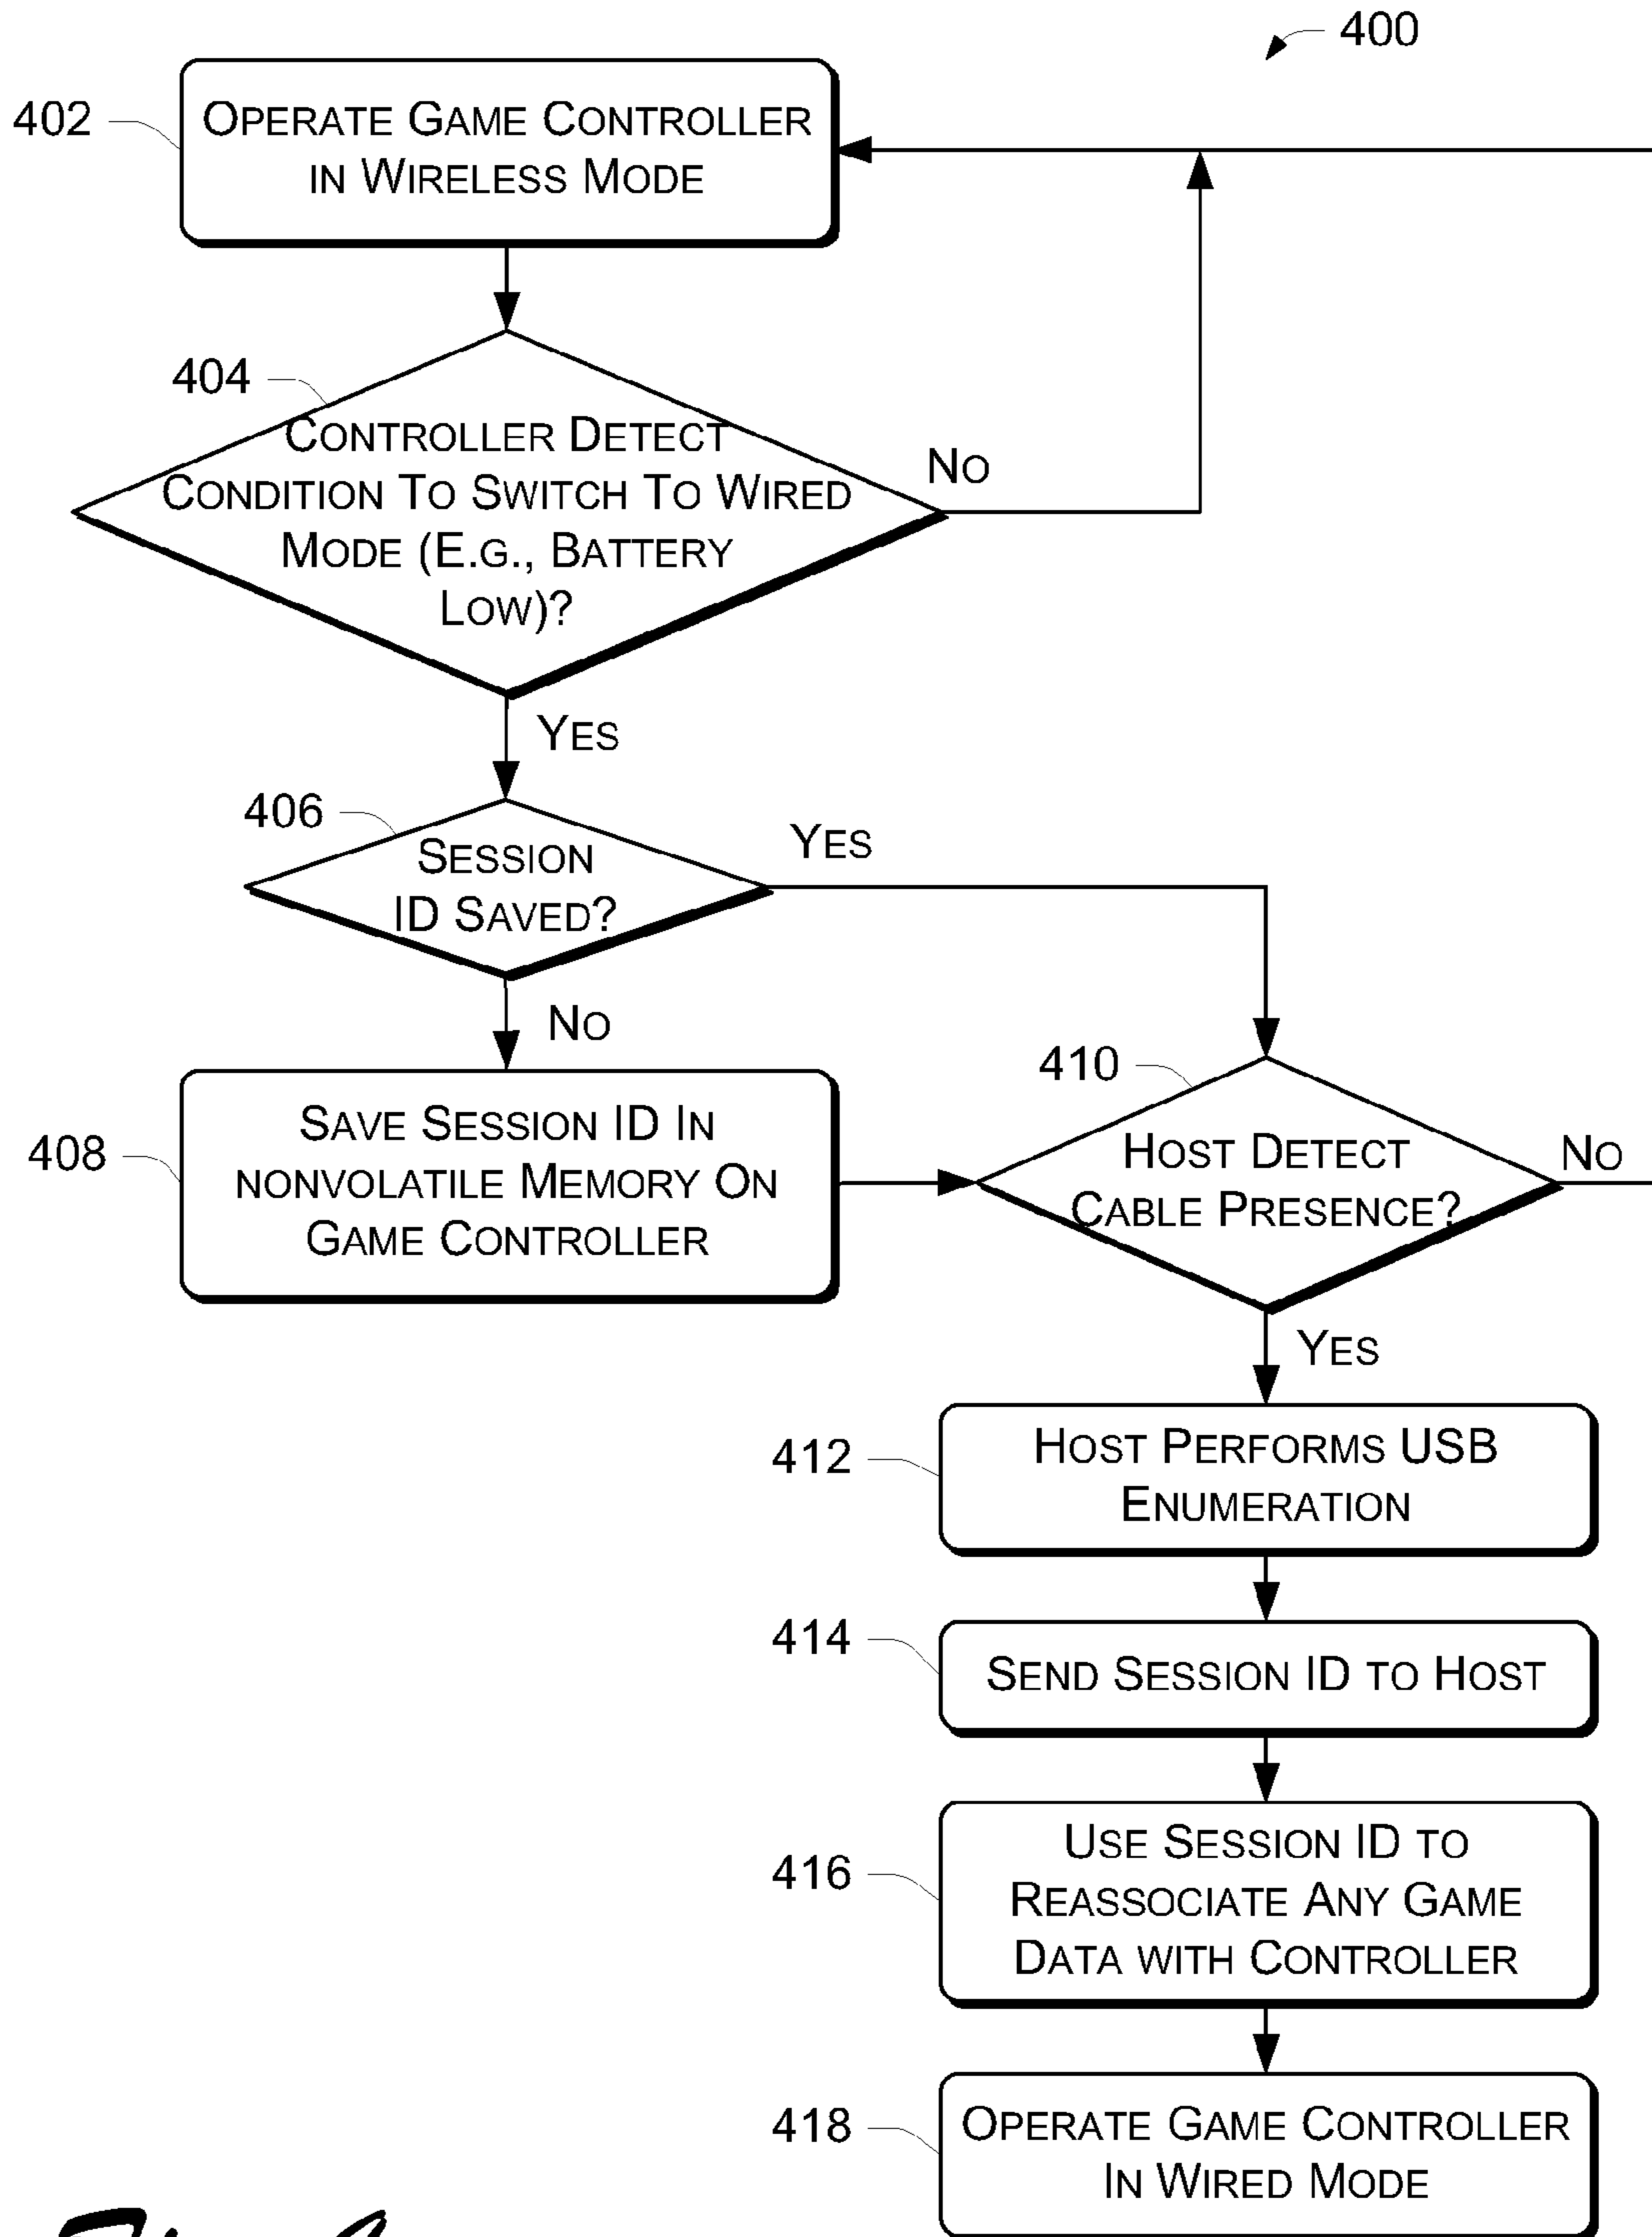 400
402
OPERATE GAME CONTROLLER
IN WIRELESS MODE
404
CONTROLLER DETECT
CONDITION TO SWITCH TO WIRED
MODE (E.G., BATTERY
LOW)?
NO
YES
406
SESSION
ID SAVED?
YES
NO
408
SAVE SESSION ID IN
NONVOLATILE MEMORY ON
GAME CONTROLLER
410
HOST DETECT
CABLE PRESENCE?
NO
YES
412
HOST PERFORMS USB
ENUMERATION
414
SEND SESSION ID TO HOST
416
USE SESSION ID TO
REASSOCIATE ANY GAME
DATA WITH CONTROLLER
418
OPERATE GAME CONTROLLER
IN WIRED MODE